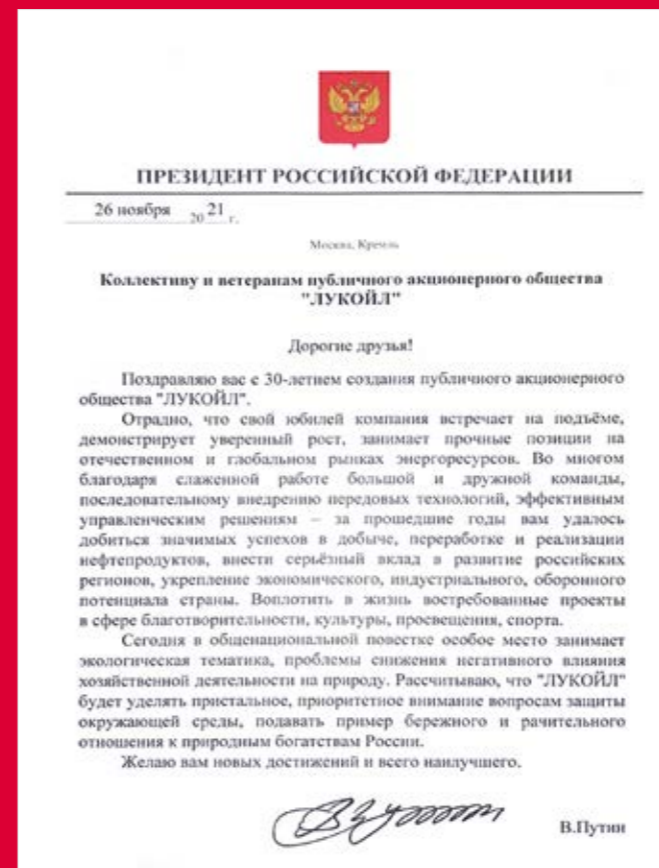 ПРЕЗИДЕНТ РОССИЙСКОЙ ФЕДЕРАЦИИ
26 ноября 2021 г.
Москва, Кремль
Коллективу и ветеранам публичного акционерного общества
"ЛУКОЙЛ"
Дорогие друзья!
Поздравляю вас с 30-летием создания публичного акционерного
общества "ЛУКОЙЛ".
Отрадно, что свой юбилей компания встречает на подъёме,
демонстрирует уверенный рост, занимает прочные позиции на
отечественном и глобальном рынках энергоресурсов. Во многом
благодаря слаженной работе большой и дружной команды,
последовательному внедрению передовых технологий, эффективным
управленческим решениям – за прошедшие годы вам удалось
добиться значимых успехов в добыче, переработке и реализации
нефтепродуктов, внести серьёзный вклад в развитие российских
регионов, укрепление экономического, индустриального, оборонного
потенциала страны. Воплотить в жизнь востребованные проекты
в сфере благотворительности, культуры, просвещения, спорта.
Сегодня в общенациональной повестке особое место занимает
экологическая тематика, проблемы снижения негативного влияния
хозяйственной деятельности на природу. Рассчитываю, что "ЛУКОЙЛ"
будет уделять пристальное, приоритетное внимание вопросам защиты
окружающей среды, подавать пример бережного и рачительного
отношения к природным богатствам России.
Желаю вам новых достижений и всего наилучшего.
В.Путин